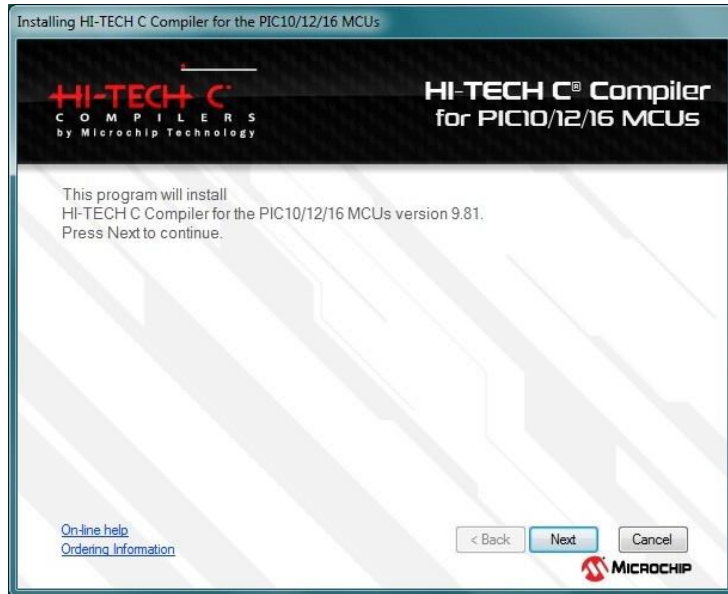 Installing HI-TECH C Compiler for the PIC10/12/16 MCUs
HI-TECH C
COMPILERS
by Microchip Technology
HI-TECH C® Compiler
for PIC10/12/16 MCUs
This program will install
HI-TECH C Compiler for the PIC10/12/16 MCUs version 9.81.
Press Next to continue.
On-line help
Ordering Information
< Back Next Cancel
MICROCHIP